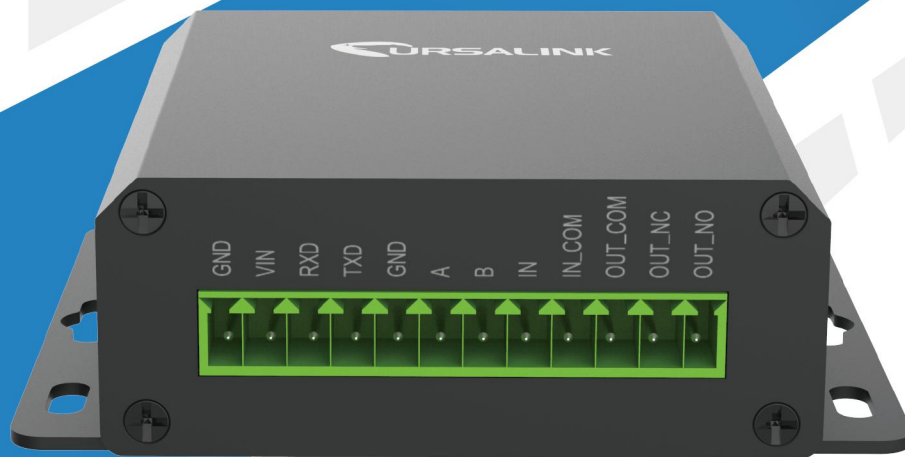 URSALINK
GND
VIN
RXD
TXD
GND
A
B
IN
IN_COM
OUT_COM
OUT_NC
OUT_NO